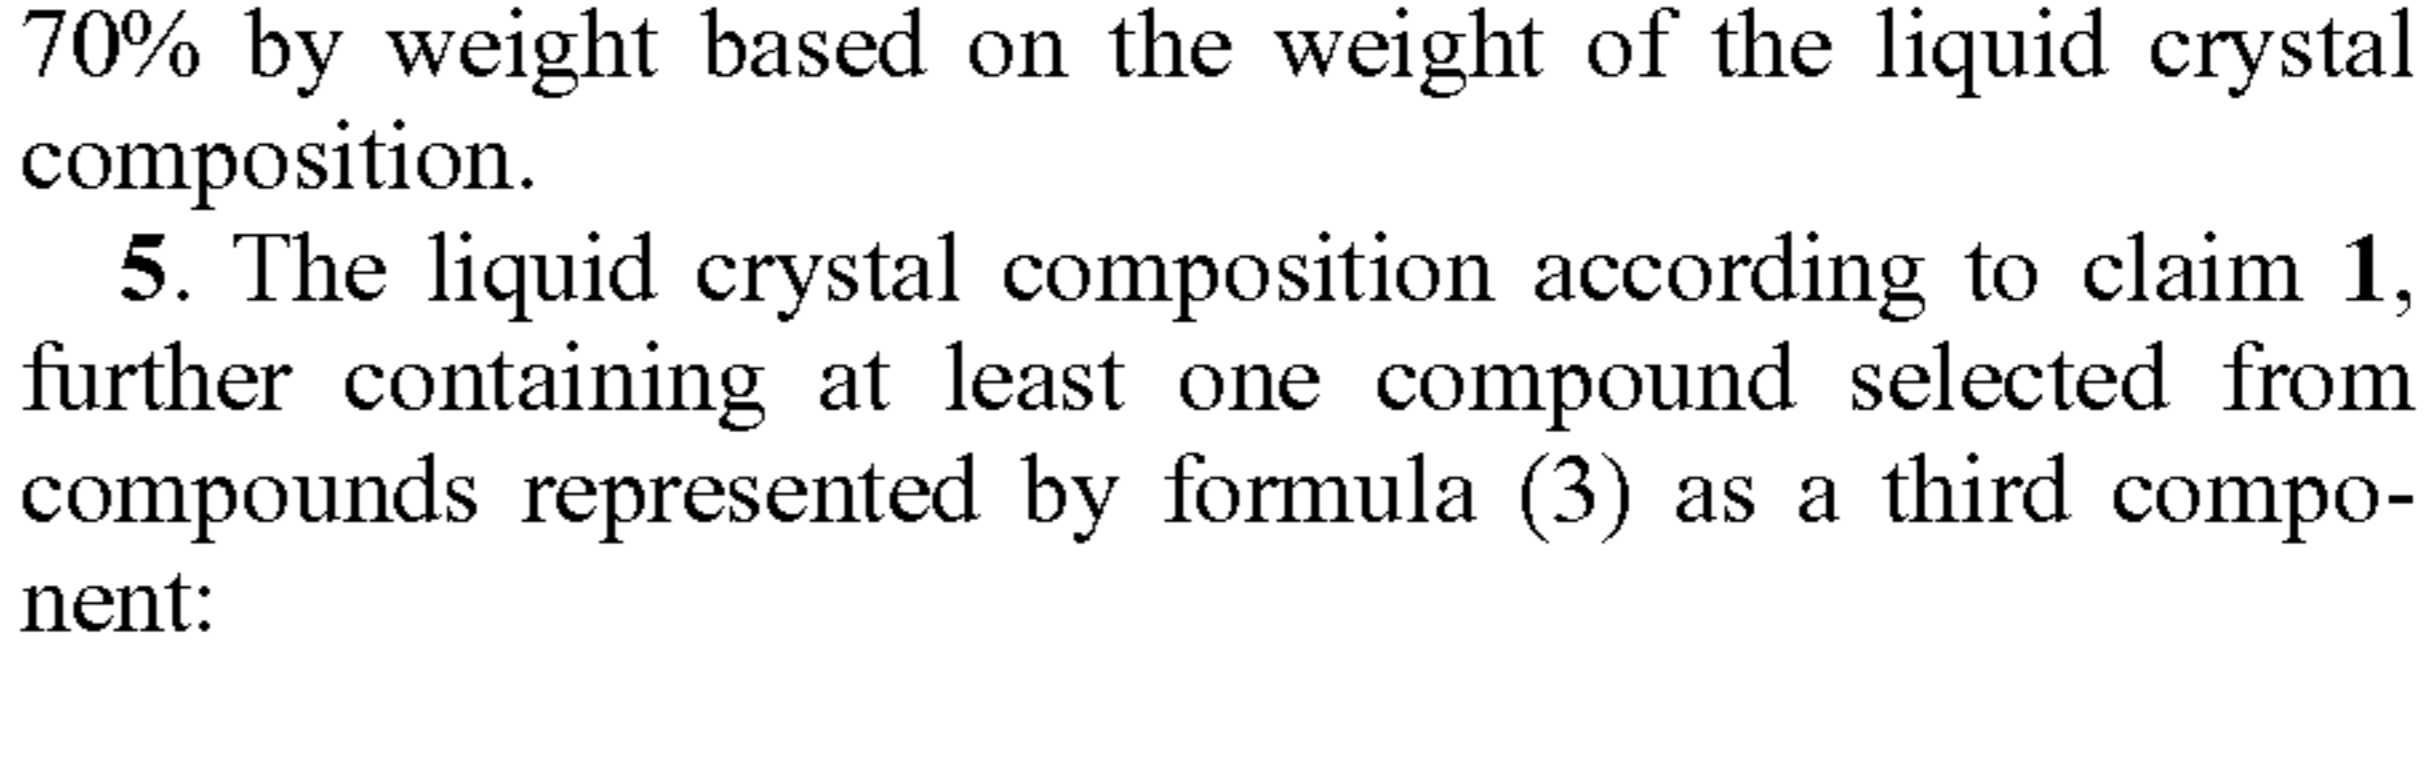 70% by weight based on the weight of the liquid crystal
composition.
5. The liquid crystal composition according to claim 1,
further containing at least one compound selected from
compounds represented by formula (3) as a third compo-
nent: